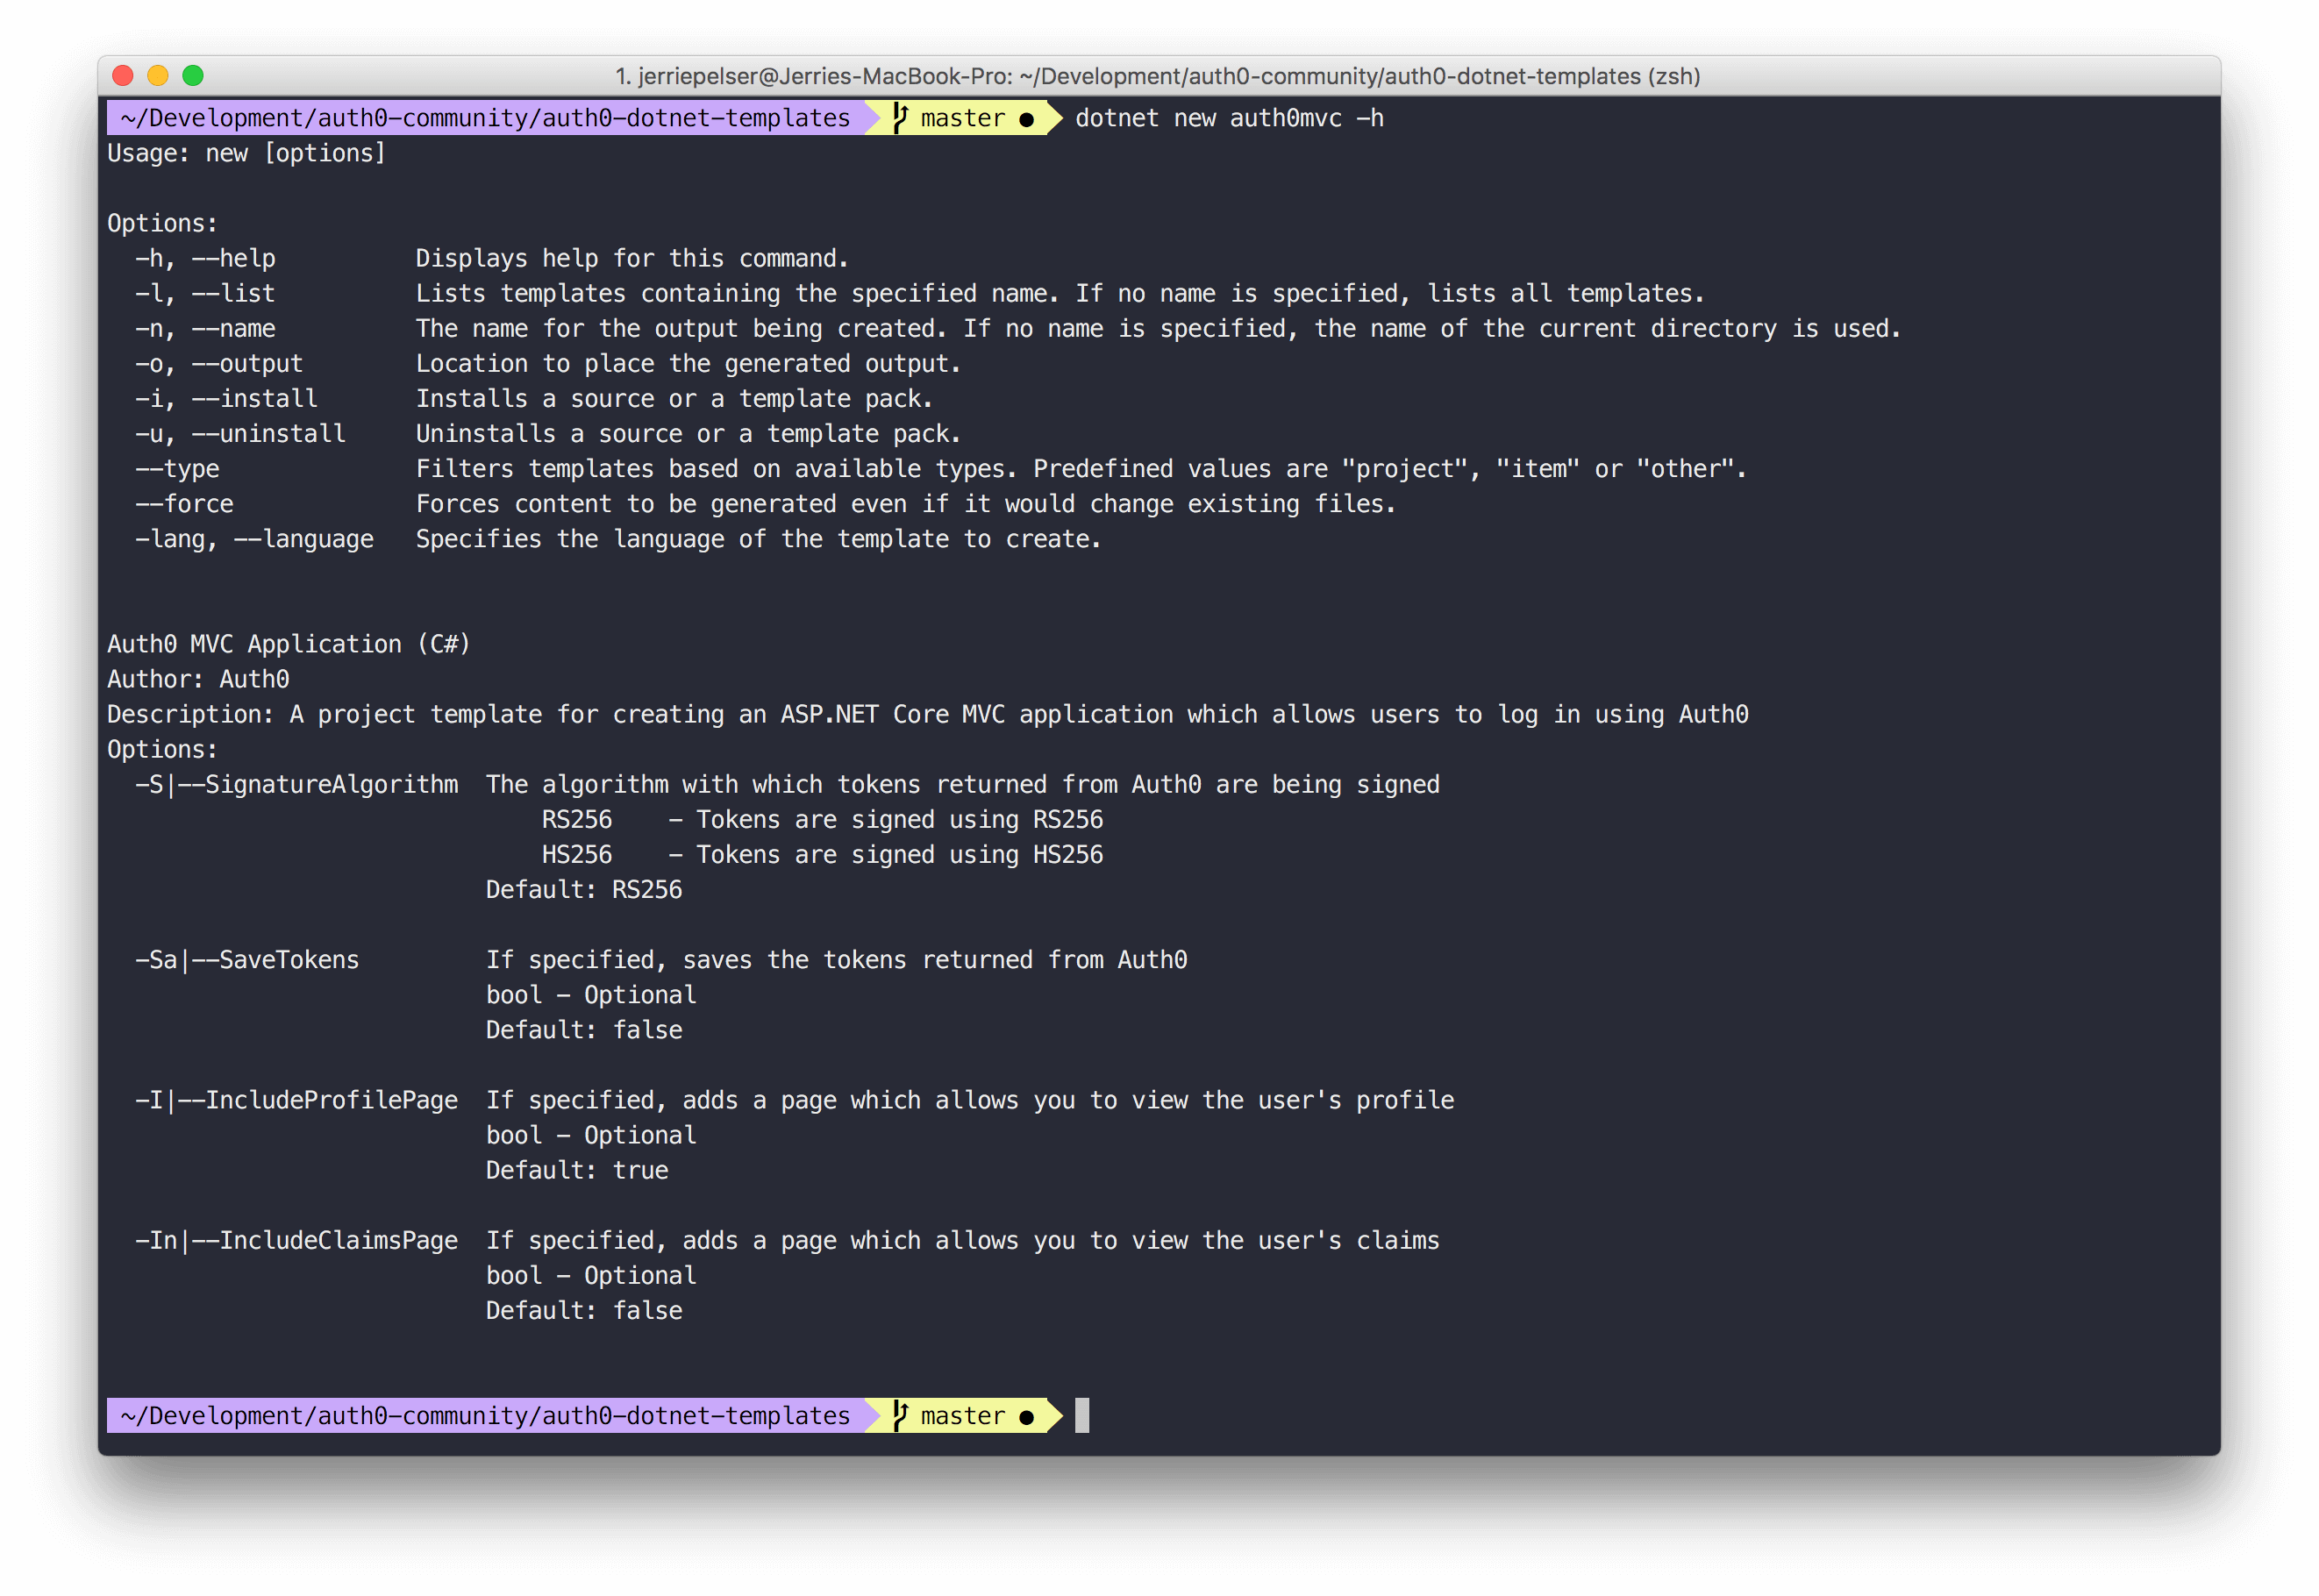 1. jerriepelser@Jerries-MacBook-Pro: ~/Development/auth0-community/auth0-dotnet-templates (zsh)
~/Development/auth0-community/auth0-dotnet-templates master ● dotnet new auth0mvc -h
Usage: new [options]
Options:
-h, --help Displays help for this command.
-l, --list Lists templates containing the specified name. If no name is specified, lists all templates.
-n, --name The name for the output being created. If no name is specified, the name of the current directory is used.
-o, --output Location to place the generated output.
-i, --install Installs a source or a template pack.
-u, --uninstall Uninstalls a source or a template pack.
--type Filters templates based on available types. Predefined values are "project", "item" or "other".
--force Forces content to be generated even if it would change existing files.
-lang, --language Specifies the language of the template to create.
Auth0 MVC Application (C#)
Author: Auth0
Description: A project template for creating an ASP.NET Core MVC application which allows users to log in using Auth0
Options:
-S|--SignatureAlgorithm The algorithm with which tokens returned from Auth0 are being signed
RS256 - Tokens are signed using RS256
HS256 - Tokens are signed using HS256
Default: RS256
-Sa|--SaveTokens If specified, saves the tokens returned from Auth0
bool - Optional
Default: false
-I|--IncludeProfilePage If specified, adds a page which allows you to view the user's profile
bool - Optional
Default: true
-In|--IncludeClaimsPage If specified, adds a page which allows you to view the user's claims
bool - Optional
Default: false
~/Development/auth0-community/auth0-dotnet-templates master ●